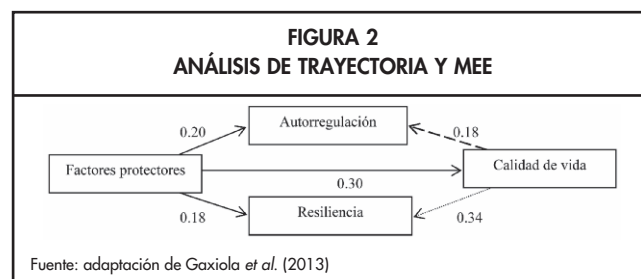 FIGURA 2
ANÁLISIS DE TRAYECTORIA Y MEE
Autorregulación
0.20
0.18
Factores protectores
Calidad de vida
0.30
0.18
Resiliencia
0.34
Fuente: adaptación de Gaxiola et al. (2013)